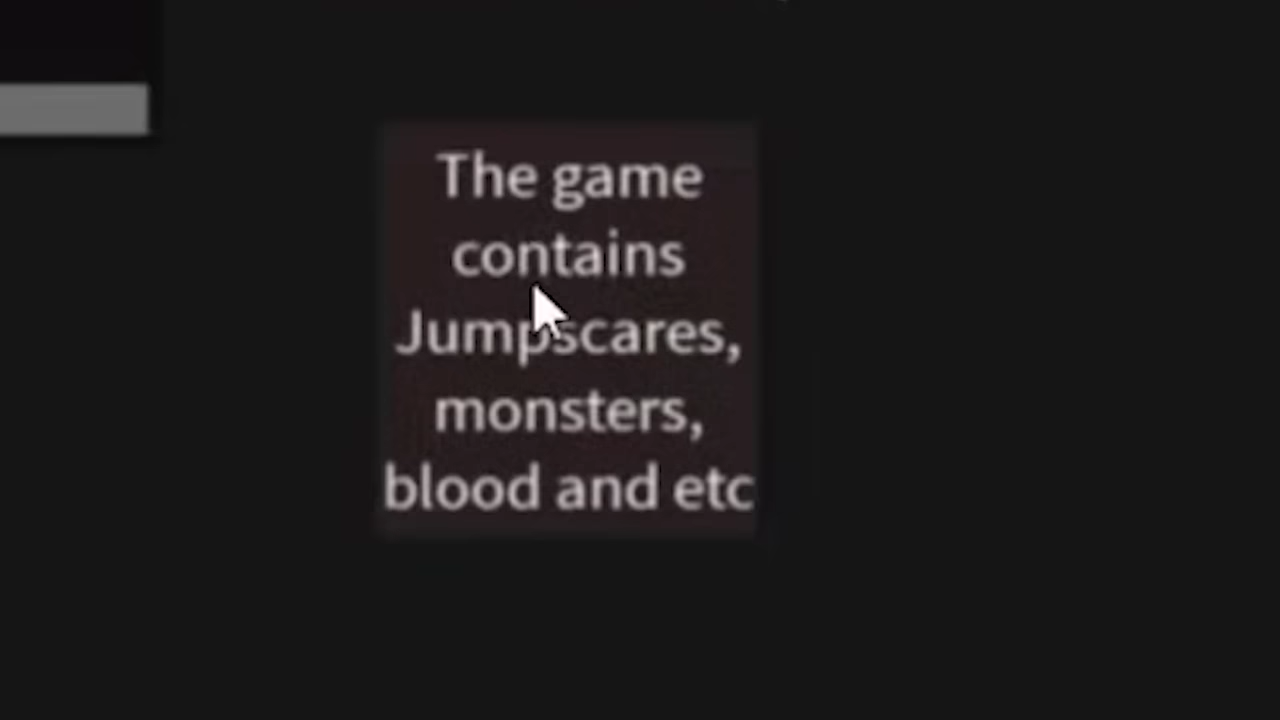 The game
contains
Jumpscares,
monsters,
blood and etc